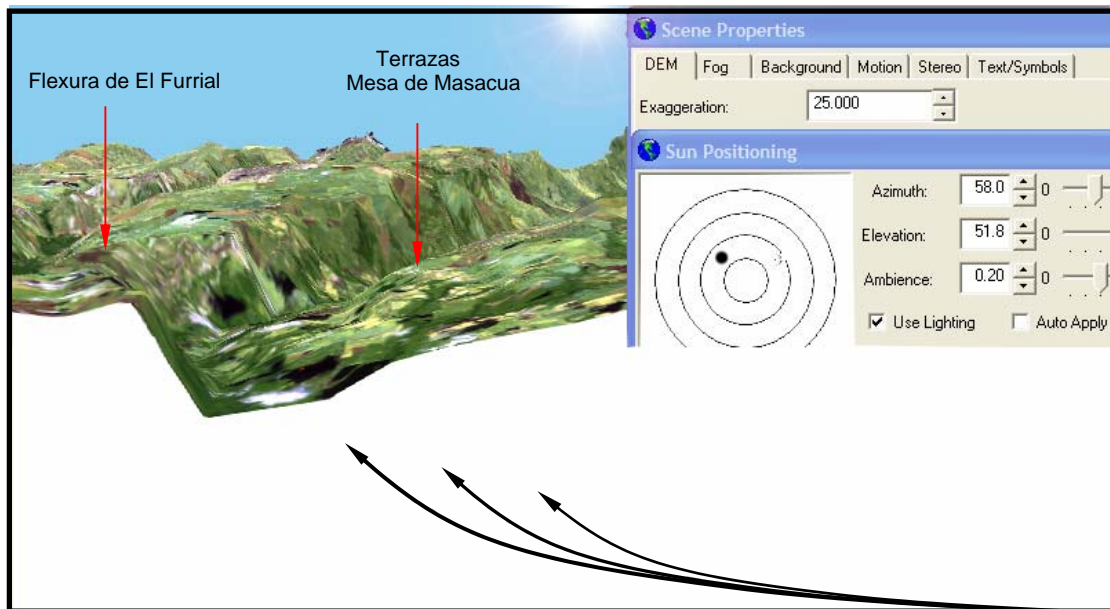 Flexura de El Furrial
Terrazas
Mesa de Masacua
Scene Properties
DEM Fog Background Motion Stereo Text/Symbols
Exaggeration: 25.000
Sun Positioning
Azimuth: 58.0 0
Elevation: 51.8 0
Ambience: 0.20 0
Use Lighting Auto Apply